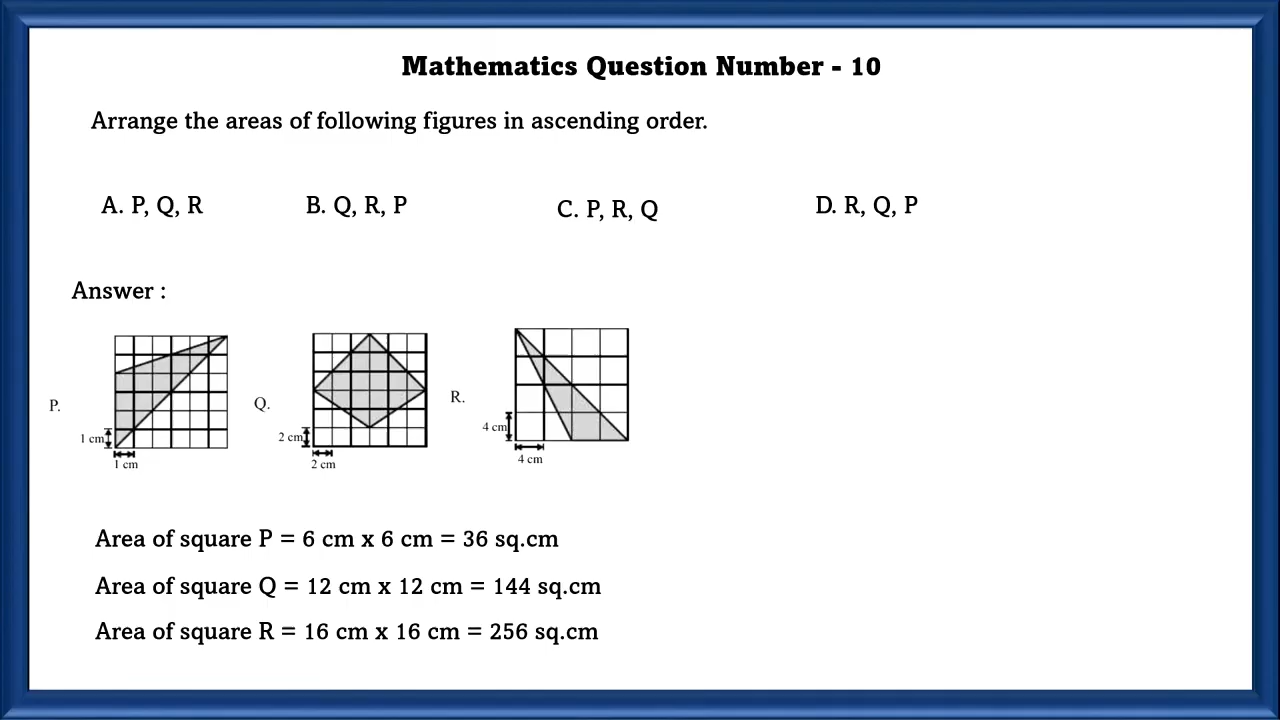 Mathematics Question Number - 10
Arrange the areas of following figures in ascending order.
A. P, Q, R B. Q, R, P C. P, R, Q D. R, Q, P
Answer :
P. 1 cm 1 cm Q. 2 cm 2 cm R. 4 cm 4 cm
Area of square P = 6 cm x 6 cm = 36 sq.cm
Area of square Q = 12 cm x 12 cm = 144 sq.cm
Area of square R = 16 cm x 16 cm = 256 sq.cm